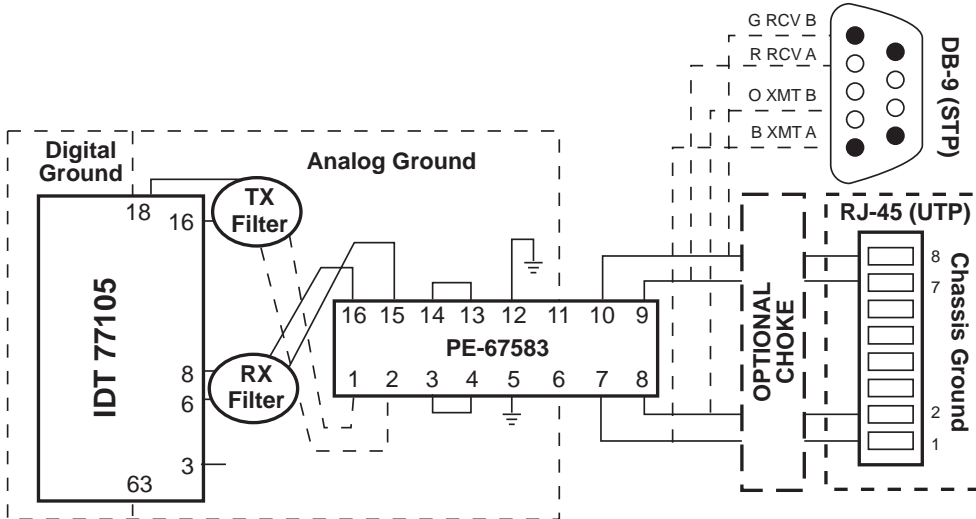 G RCV B
R RCV A
O XMT B
B XMT A
DB-9 (STP)
Digital
Ground
Analog Ground
18
16
TX
Filter
IDT 77105
8
6
RX
Filter
3
63
16 15 14 13 12 11 10 9
PE-67583
1 2 3 4 5 6 7 8
OPTIONAL
CHOKE
RJ-45 (UTP)
8
7
2
1
Chassis Ground